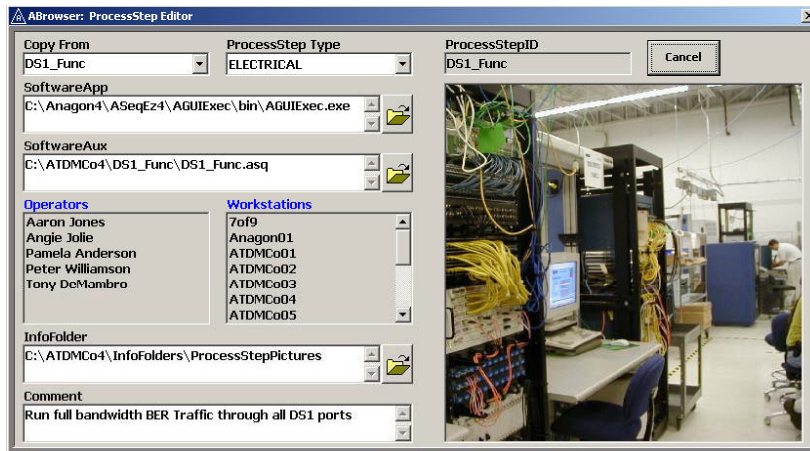 ABrowser: ProcessStep Editor
Copy From
ProcessStep Type
ProcessStepID
DS1_Func
ELECTRICAL
DS1_Func
Cancel
SoftwareApp
C:\Anagon4\ASeqEz4\AGUIExec\bin\AGUIExec.exe
SoftwareAux
C:\ATDMCo4\DS1_Func\DS1_Func.asq
Operators
Aaron Jones
Angie Jolie
Pamela Anderson
Peter Williamson
Tony DeMambro
Workstations
7of9
Anagon01
ATDMCo01
ATDMCo02
ATDMCo03
ATDMCo04
ATDMCo05
InfoFolder
C:\ATDMCo4\InfoFolders\ProcessStepPictures
Comment
Run full bandwidth BER Traffic through all DS1 ports